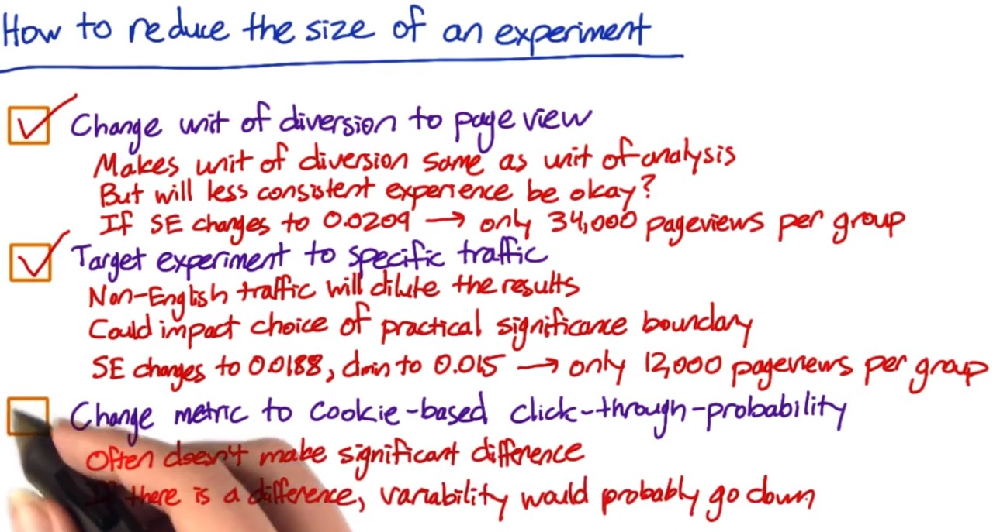 How to reduce the size of an experiment
Change unit of diversion to page view
Makes unit of diversion same as unit of analysis
But will less consistent experience be okay?
If SE changes to 0.0209 → only 34,000 pageviews per group
Target experiment to specific traffic
Non-English traffic will dilute the results
Could impact choice of practical significance boundary
SE changes to 0.0188, dmin to 0.015 → only 12,000 pageviews per group
Change metric to cookie-based click-through-probability
Often doesn't make significant difference
If there is a difference, variability would probably go down